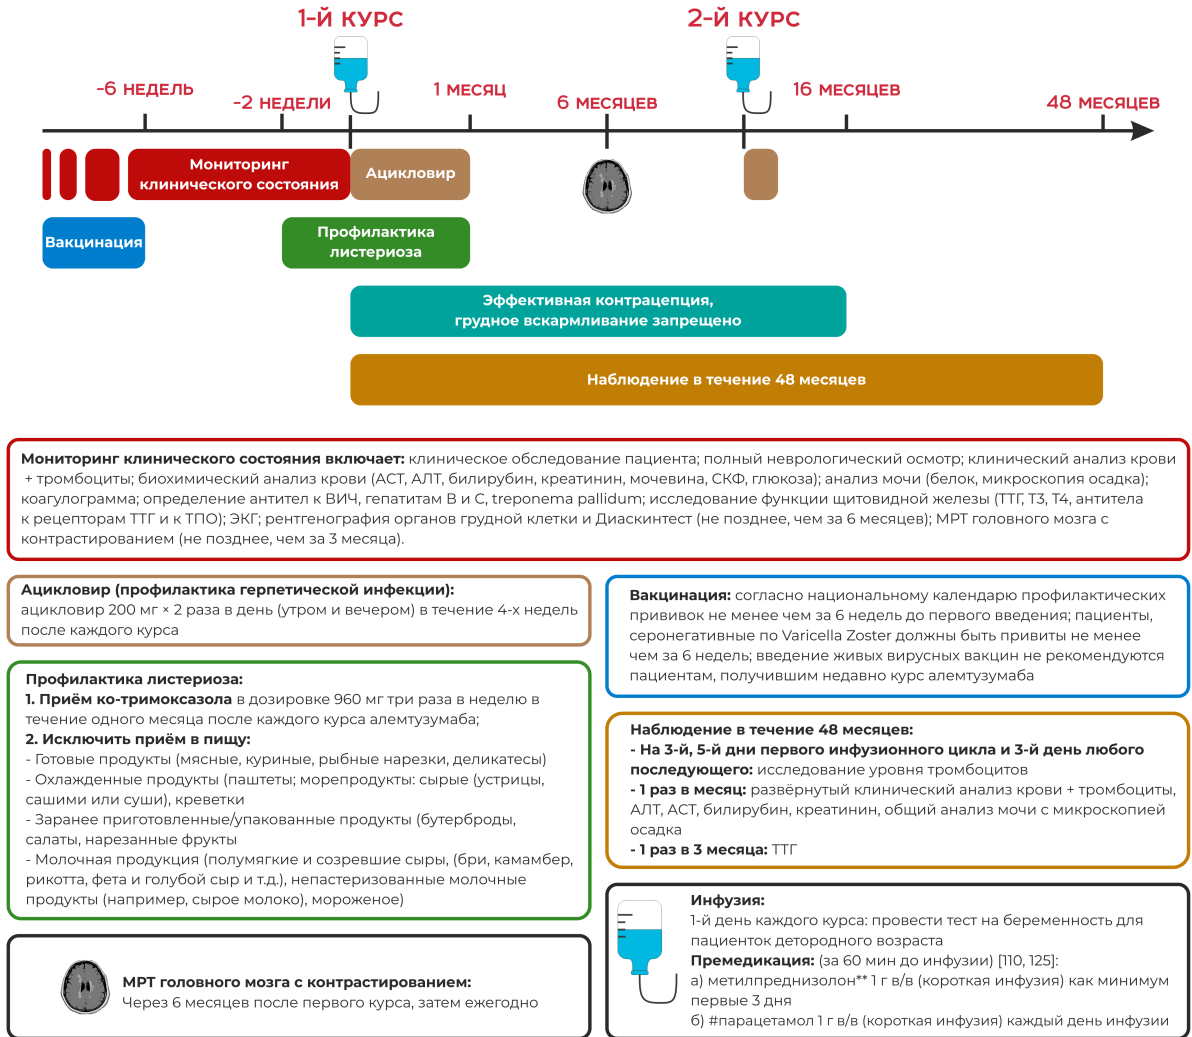 1-Й КУРС
2-Й КУРС
-6 НЕДЕЛЬ
-2 НЕДЕЛИ
1 МЕСЯЦ
6 МЕСЯЦЕВ
16 МЕСЯЦЕВ
48 МЕСЯЦЕВ
Мониторинг
клинического состояния
Ацикловир
Вакцинация
Профилактика
листериоза
Эффективная контрацепция,
грудное вскармливание запрещено
Наблюдение в течение 48 месяцев
Мониторинг клинического состояния включает: клиническое обследование пациента; полный неврологический осмотр; клинический анализ крови
+ тромбоциты; биохимический анализ крови (АСТ, АЛТ, билирубин, креатинин, мочевина, СКФ, глюкоза); анализ мочи (белок, микроскопия осадка);
коагулограмма; определение антител к ВИЧ, гепатитам В и С, treponema pallidum; исследование функции щитовидной железы (ТТГ, Т3, Т4, антитела
к рецепторам ТТГ и к ТПО); ЭКГ; рентгенография органов грудной клетки и Диаскинтест (не позднее, чем за 6 месяцев); МРТ головного мозга с
контрастированием (не позднее, чем за 3 месяца).
Ацикловир (профилактика герпетической инфекции):
ацикловир 200 мг × 2 раза в день (утром и вечером) в течение 4-х недель
после каждого курса
Профилактика листериоза:
1. Приём ко-тримоксазола в дозировке 960 мг три раза в неделю в
течение одного месяца после каждого курса алемтузумаба;
2. Исключить приём в пищу:
- Готовые продукты (мясные, куриные, рыбные нарезки, деликатесы)
- Охлажденные продукты (паштеты; морепродукты: сырые (устрицы,
сашими или суши), креветки
- Заранее приготовленные/упакованные продукты (бутерброды,
салаты, нарезанные фрукты
- Молочная продукция (полумягкие и созревшие сыры, (бри, камамбер,
рикотта, фета и голубой сыр и т.д.), непастеризованные молочные
продукты (например, сырое молоко), мороженое)
МРТ головного мозга с контрастированием:
Через 6 месяцев после первого курса, затем ежегодно
Вакцинация: согласно национальному календарю профилактических
прививок не менее чем за 6 недель до первого введения; пациенты,
серонегативные по Varicella Zoster должны быть привиты не менее
чем за 6 недель; введение живых вирусных вакцин не рекомендуются
пациентам, получившим недавно курс алемтузумаба
Наблюдение в течение 48 месяцев:
- На 3-й, 5-й дни первого инфузионного цикла и 3-й день любого
последующего: исследование уровня тромбоцитов
- 1 раз в месяц: развёрнутый клинический анализ крови + тромбоциты,
АЛТ, АСТ, билирубин, креатинин, общий анализ мочи с микроскопией
осадка
- 1 раз в 3 месяца: ТТГ
Инфузия:
1-й день каждого курса: провести тест на беременность для
пациенток детородного возраста
Премедикация: (за 60 мин до инфузии) [110, 125]:
а) метилпреднизолон** 1 г в/в (короткая инфузия) как минимум
первые 3 дня
б) #парацетамол 1 г в/в (короткая инфузия) каждый день инфузии